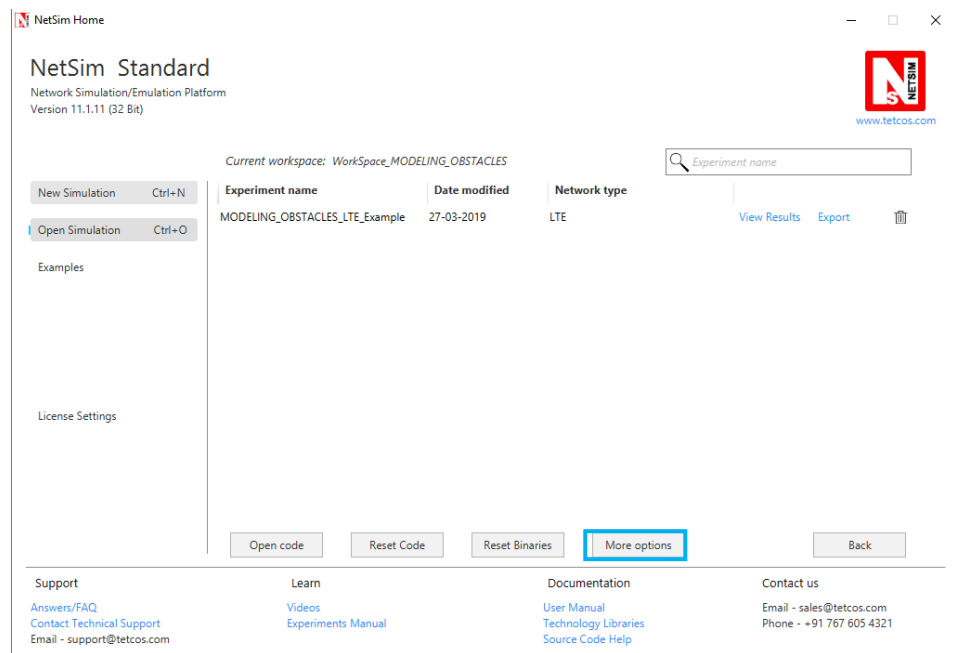 NetSim Home
NetSim Standard
Network Simulation/Emulation Platform
Version 11.1.11 (32 Bit)
NS NETSIM
www.tetcos.com
Current workspace: WorkSpace_MODELING_OBSTACLES
Experiment name
New Simulation Ctrl+N
Open Simulation Ctrl+O
Examples
License Settings
Experiment name Date modified Network type
MODELING_OBSTACLES_LTE_Example 27-03-2019 LTE View Results Export
Open code Reset Code Reset Binaries More options Back
Support
Answers/FAQ
Contact Technical Support
Email - support@tetcos.com
Learn
Videos
Experiments Manual
Documentation
User Manual
Technology Libraries
Source Code Help
Contact us
Email - sales@tetcos.com
Phone - +91 767 605 4321